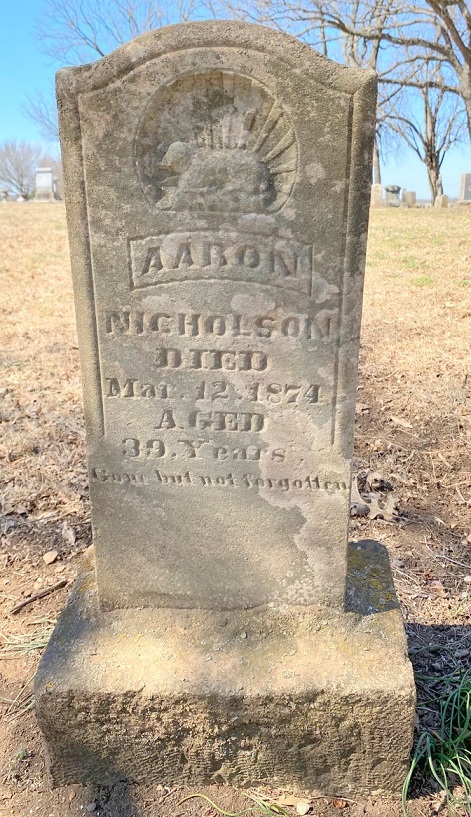 AARON
NICHOLSON
DIED
Mar. 12. 1874.
AGED
39. Years.
Gone but not forgotten